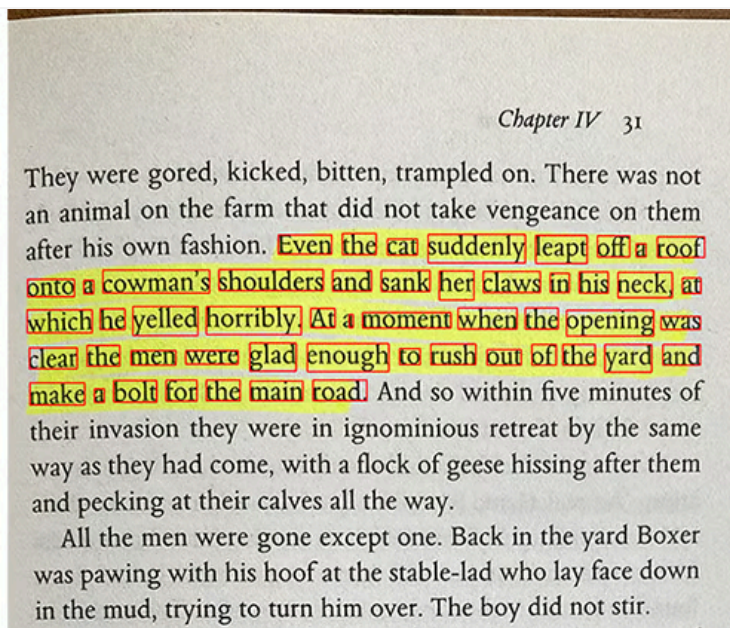 Chapter IV 31
They were gored, kicked, bitten, trampled on. There was not
an animal on the farm that did not take vengeance on them
after his own fashion. Even the cat suddenly leapt off a roof
onto a cowman's shoulders and sank her claws in his neck, at
which he yelled horribly. At a moment when the opening was
clear the men were glad enough to rush out of the yard and
make a bolt for the main road. And so within five minutes of
their invasion they were in ignominious retreat by the same
way as they had come, with a flock of geese hissing after them
and pecking at their calves all the way.
All the men were gone except one. Back in the yard Boxer
was pawing with his hoof at the stable-lad who lay face down
in the mud, trying to turn him over. The boy did not stir.